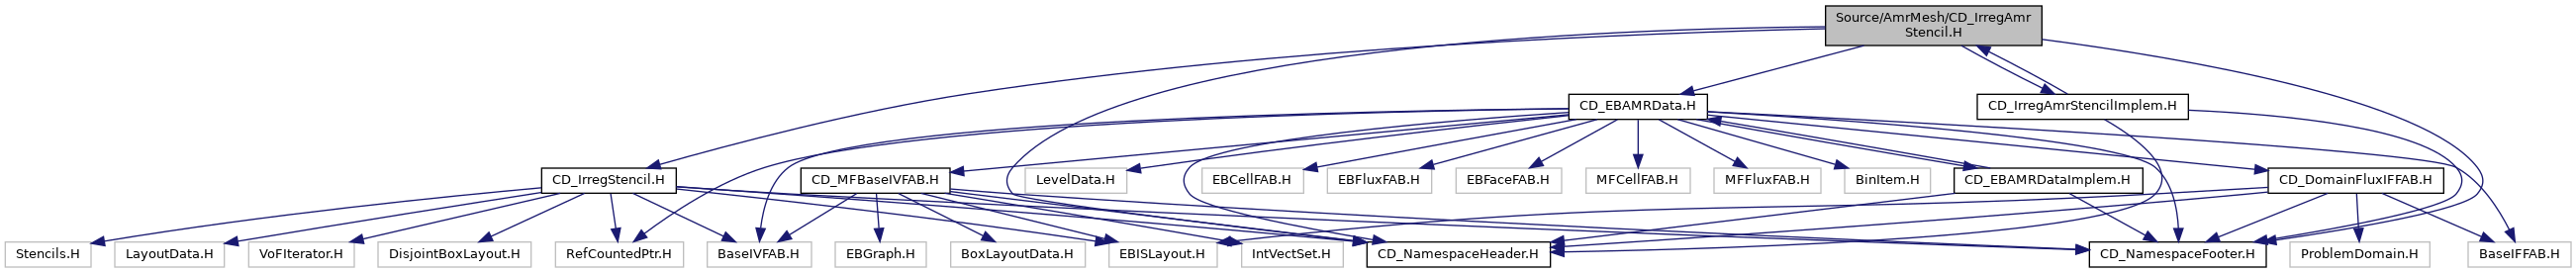 Source/AmrMesh/CD_IrregAmr
Stencil.H
CD_EBAMRData.H
CD_IrregAmrStencilImplem.H
CD_IrregStencil.H
CD_MFBaseIVFAB.H
LevelData.H
EBCellFAB.H
EBFluxFAB.H
EBFaceFAB.H
MFCellFAB.H
MFFluxFAB.H
BinItem.H
CD_EBAMRDataImplem.H
CD_DomainFluxIFFAB.H
Stencils.H
LayoutData.H
VoFIterator.H
DisjointBoxLayout.H
RefCountedPtr.H
BaseIVFAB.H
EBGraph.H
BoxLayoutData.H
EBISLayout.H
IntVectSet.H
CD_NamespaceHeader.H
CD_NamespaceFooter.H
ProblemDomain.H
BaseIFFAB.H